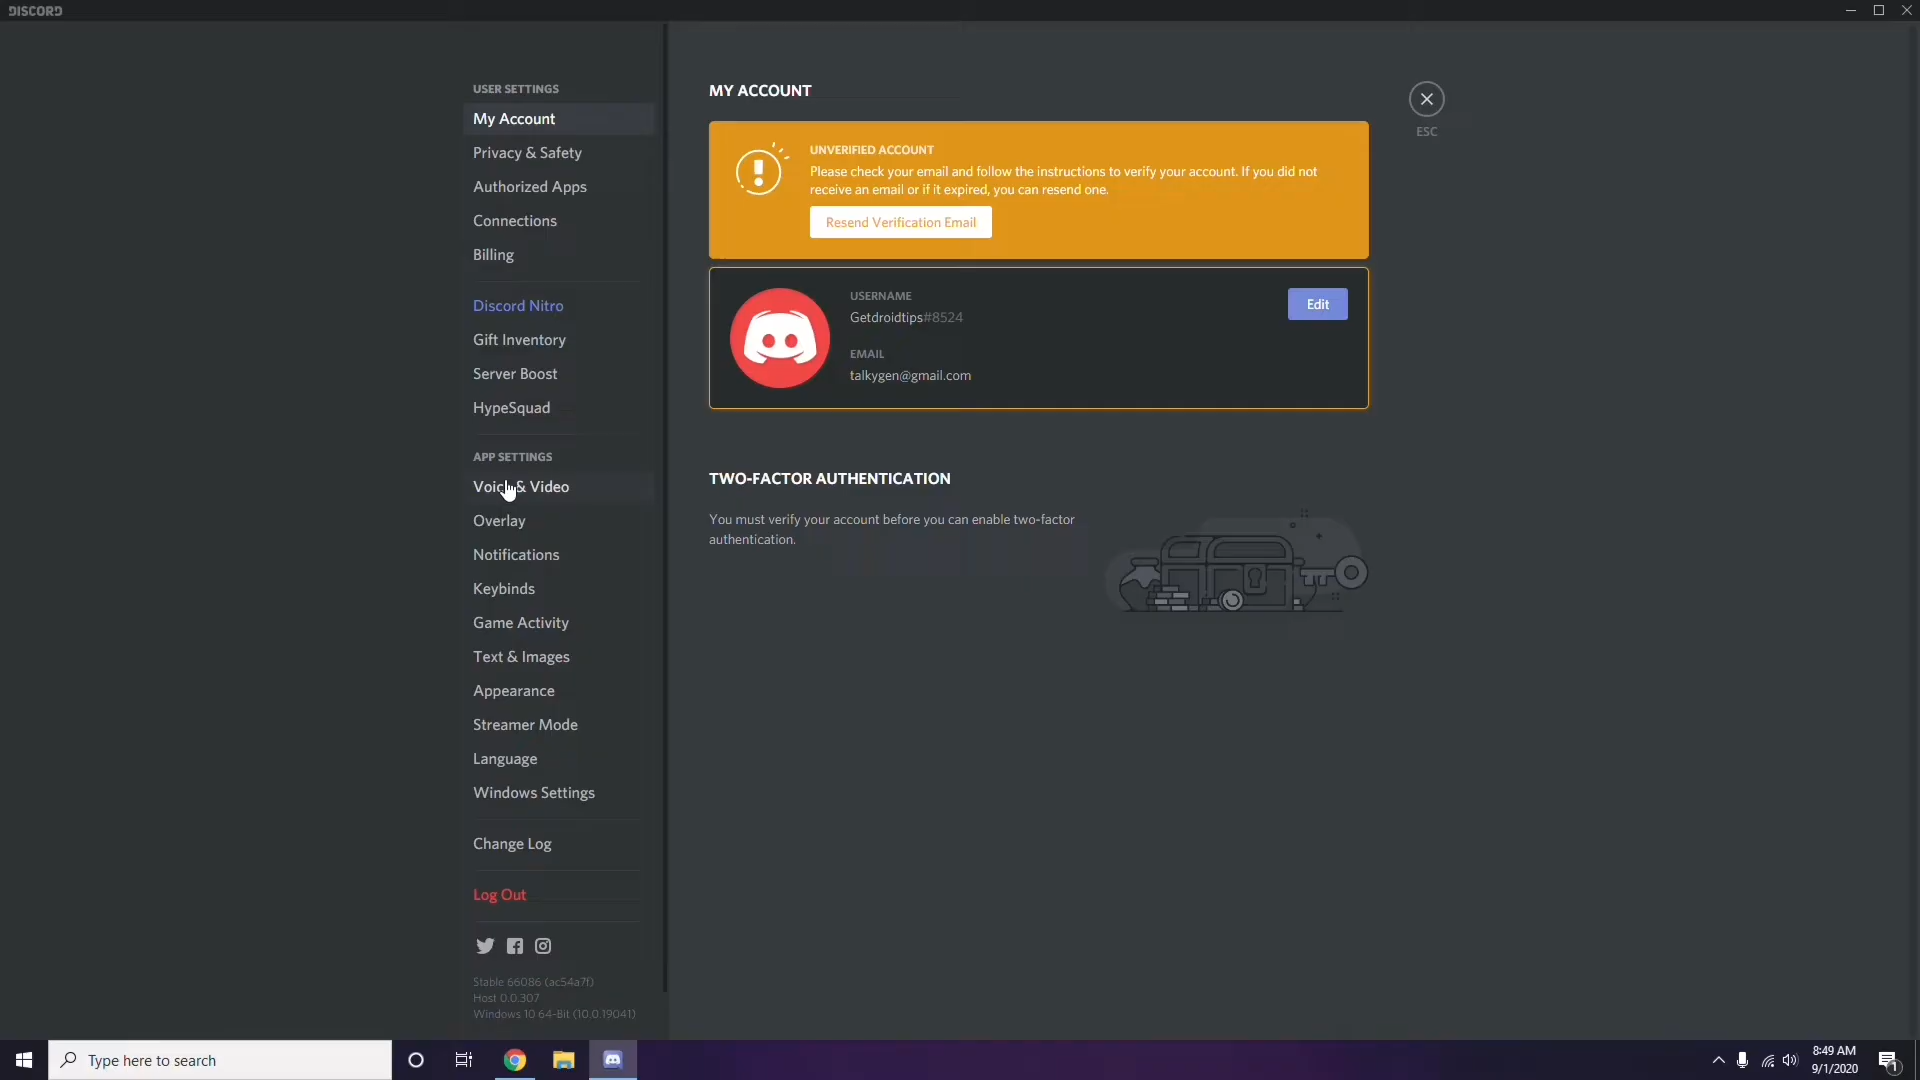 DISCORD
USER SETTINGS
My Account
Privacy & Safety
Authorized Apps
Connections
Billing
Discord Nitro
Gift Inventory
Server Boost
HypeSquad
APP SETTINGS
Voice & Video
Overlay
Notifications
Keybinds
Game Activity
Text & Images
Appearance
Streamer Mode
Language
Windows Settings
Change Log
Log Out
Stable 66086 (ac54a7f)
Host 0.0.307
Windows 10 64-Bit (10.0.19041)
MY ACCOUNT
ESC
UNVERIFIED ACCOUNT
Please check your email and follow the instructions to verify your account. If you did not
receive an email or if it expired, you can resend one.
Resend Verification Email
USERNAME
Getdroidtips#8524
Edit
EMAIL
talkygen@gmail.com
TWO-FACTOR AUTHENTICATION
You must verify your account before you can enable two-factor
authentication.
Type here to search
8:49 AM
9/1/2020
1